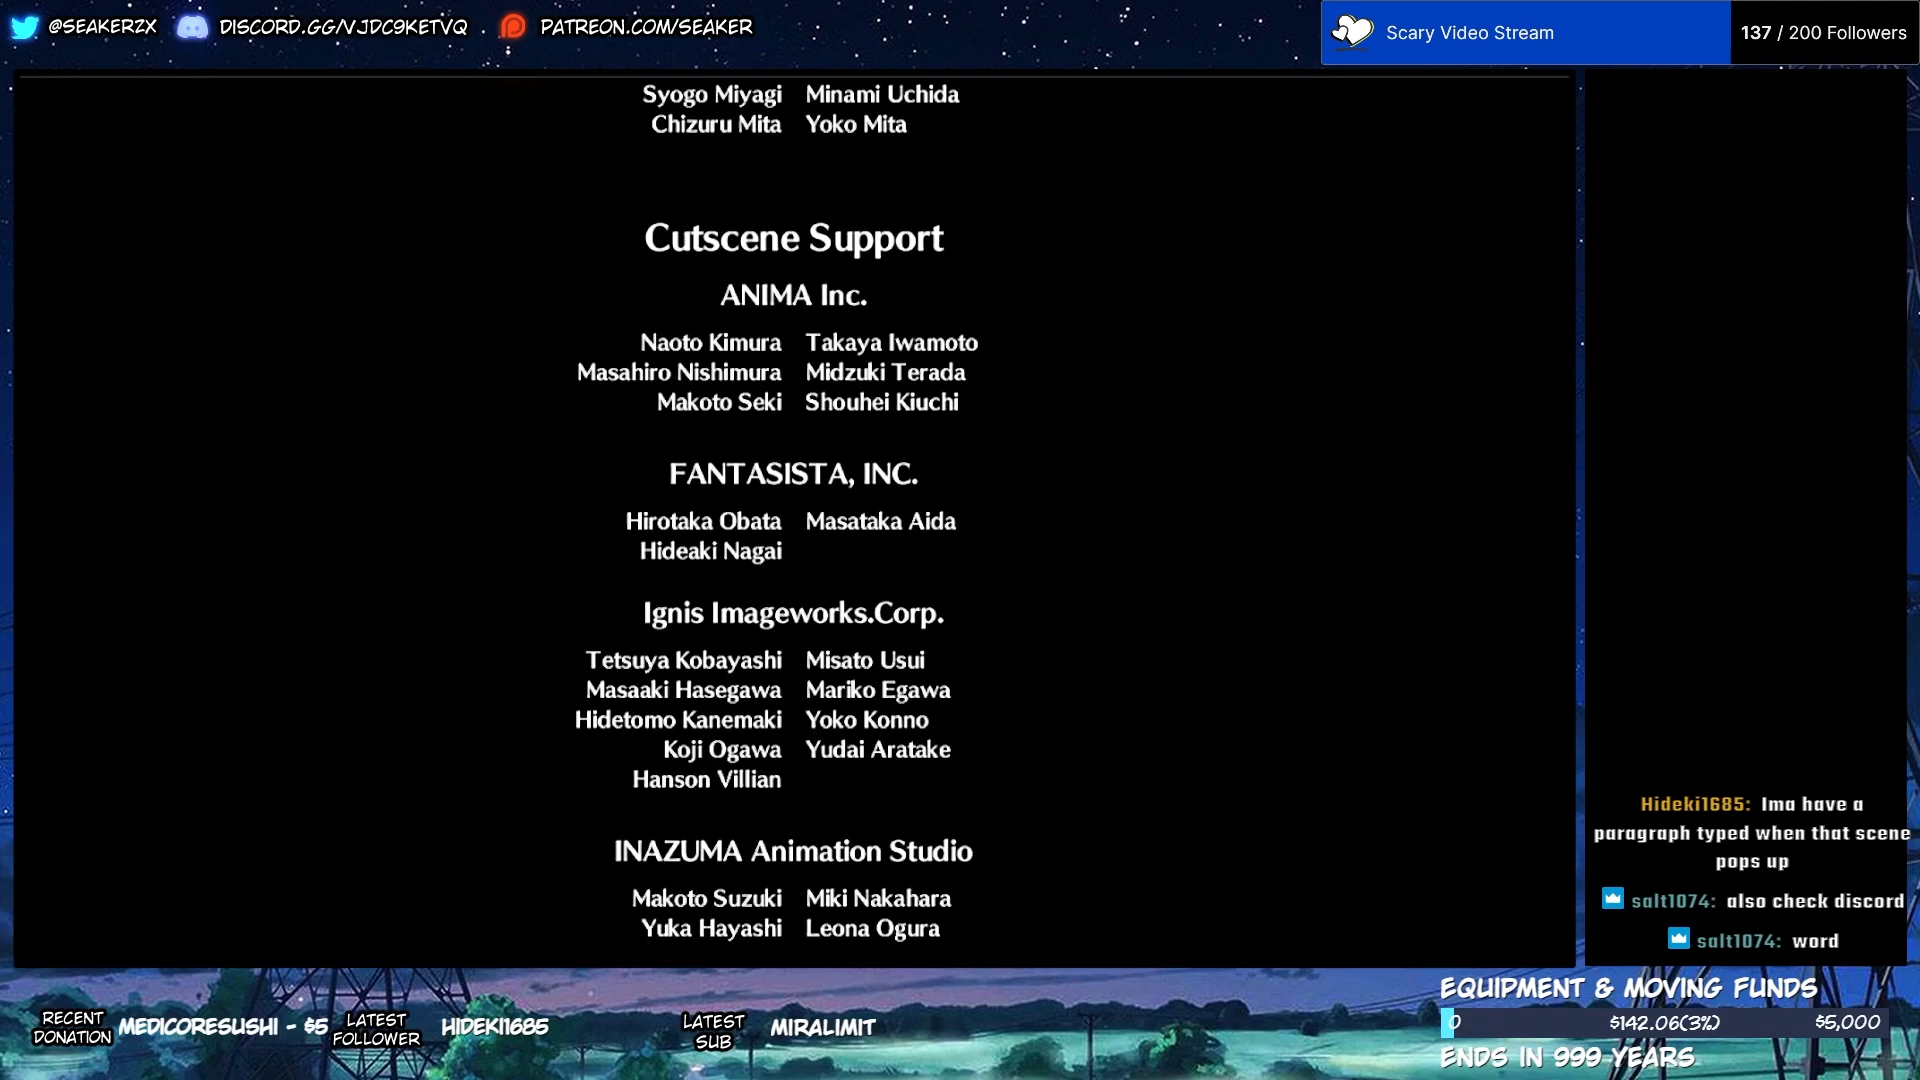 @SEAKERZX DISCORD.GG/VJDC9KETVQ PATREON.COM/SEAKER
Scary Video Stream 137 / 200 Followers
Syogo Miyagi Minami Uchida
Chizuru Mita Yoko Mita
Cutscene Support
ANIMA Inc.
Naoto Kimura Takaya Iwamoto
Masahiro Nishimura Midzuki Terada
Makoto Seki Shouhei Kiuchi
FANTASISTA, INC.
Hirotaka Obata Masataka Aida
Hideaki Nagai
Ignis Imageworks.Corp.
Tetsuya Kobayashi Misato Usui
Masaaki Hasegawa Mariko Egawa
Hidetomo Kanemaki Yoko Konno
Koji Ogawa Yudai Aratake
Hanson Villian
INAZUMA Animation Studio
Makoto Suzuki Miki Nakahara
Yuka Hayashi Leona Ogura
Hideki1685: Ima have a
paragraph typed when that scene
pops up
salt1074: also check discord
salt1074: word
RECENT
DONATION
MEDICORESUSHI - $5
LATEST
FOLLOWER
HIDEKI1685
LATEST
SUB
MIRALIMIT
EQUIPMENT & MOVING FUNDS
0 $142.06(3%) $5,000
ENDS IN 999 YEARS